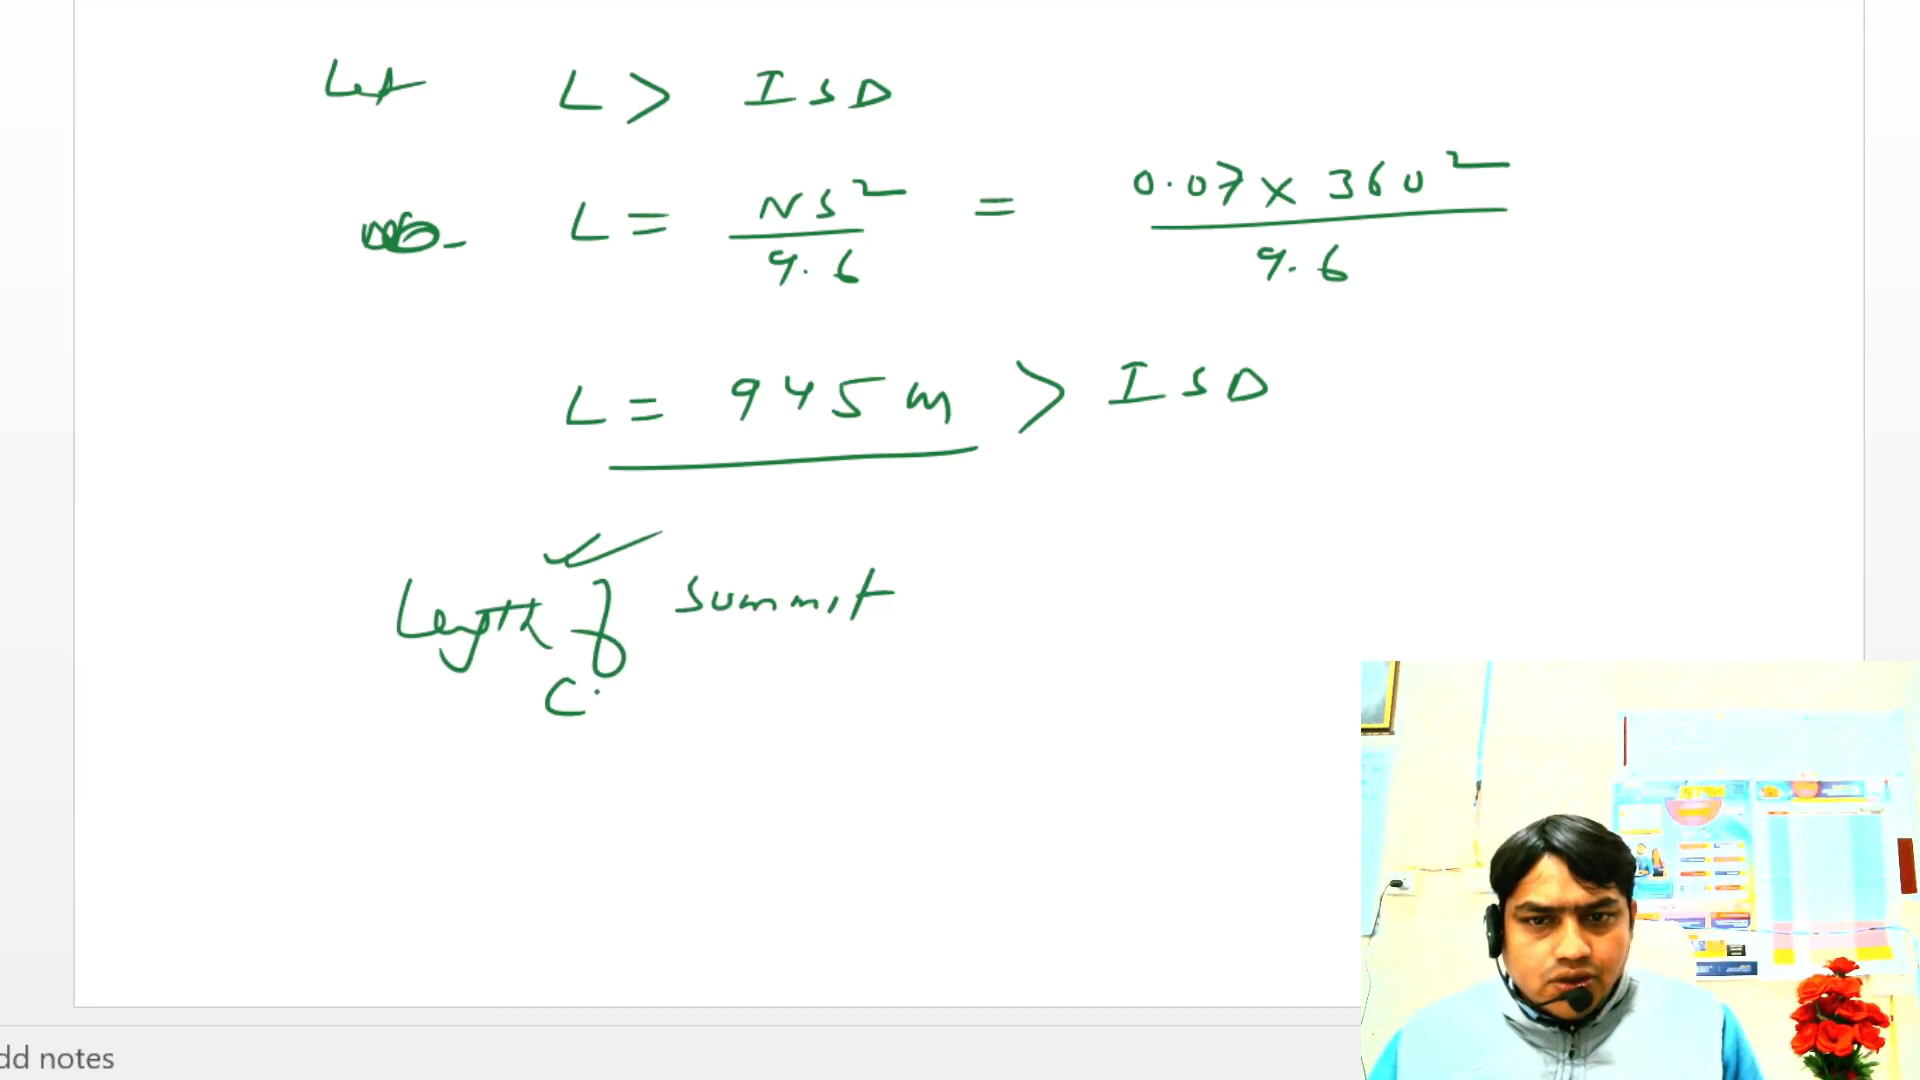 Let L > ISD
L = NS² / 9.6 = 0.07 × 360² / 9.6
L = 945 m > ISD
Length of summit
C
dd notes